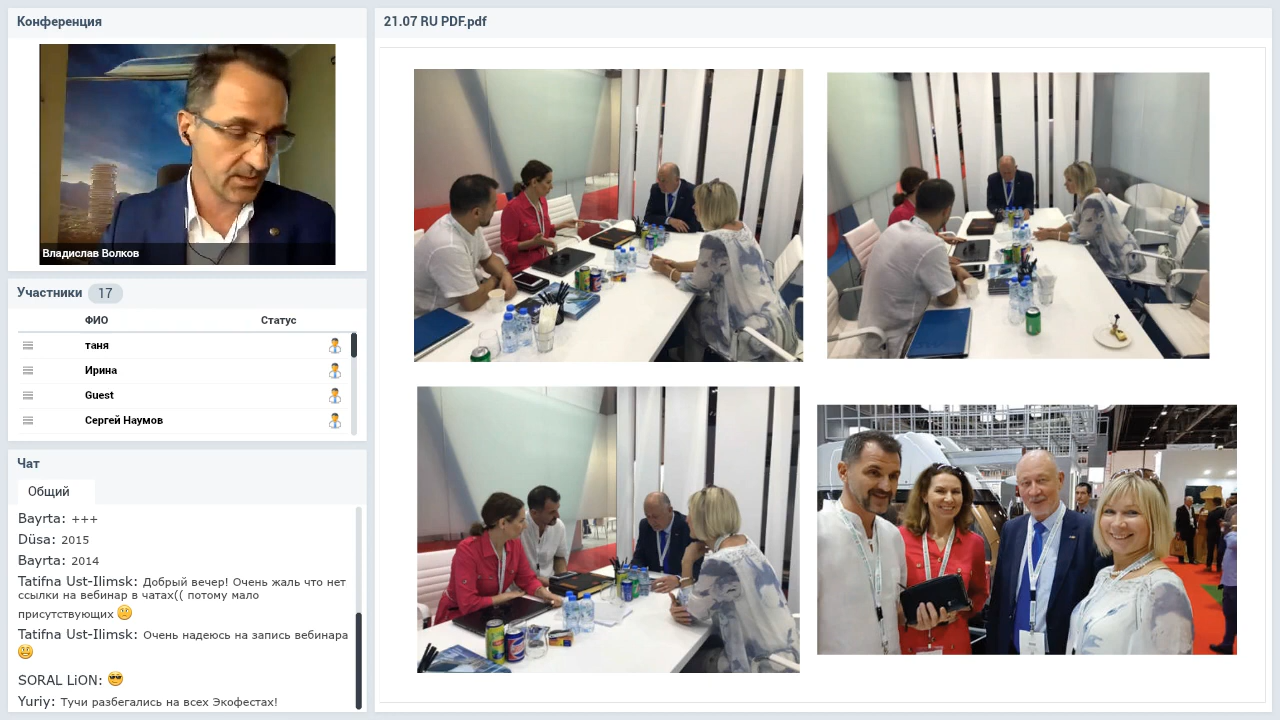 Конференция
Владислав Волков
Участники 17
ФИО Статус
таня
Ирина
Guest
Сергей Наумов
Чат
Общий
Bayrta: +++
Düsa: 2015
Bayrta: 2014
Tatifna Ust-Ilimsk: Добрый вечер! Очень жаль что нет
ссылки на вебинар в чатах(( потому мало
присутствующих
Tatifna Ust-Ilimsk: Очень надеюсь на запись вебинара
SORAL LiON:
Yuriy: Тучи разбегались на всех Экофестах!
21.07 RU PDF.pdf